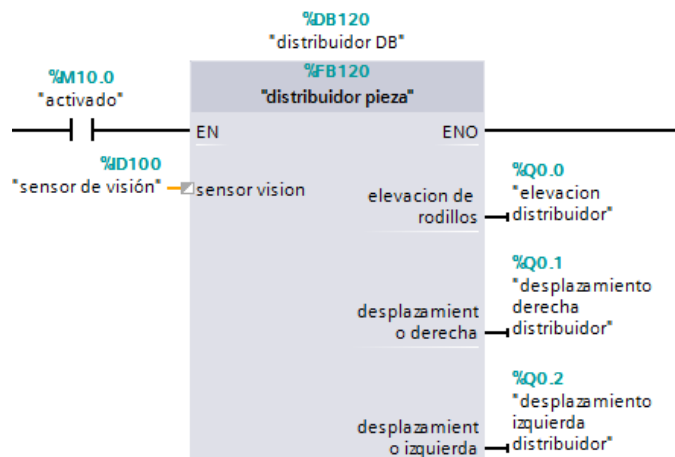 %DB120
"distribuidor DB"
%M10.0
"activado"
%FB120
"distribuidor pieza"
EN
ENO
%ID100
"sensor de visión"
sensor vision
elevacion de
rodillos
%Q0.0
"elevacion
distribuidor"
desplazamient
o derecha
%Q0.1
"desplazamiento
derecha
distribuidor"
desplazamient
o izquierda
%Q0.2
"desplazamiento
izquierda
distribuidor"